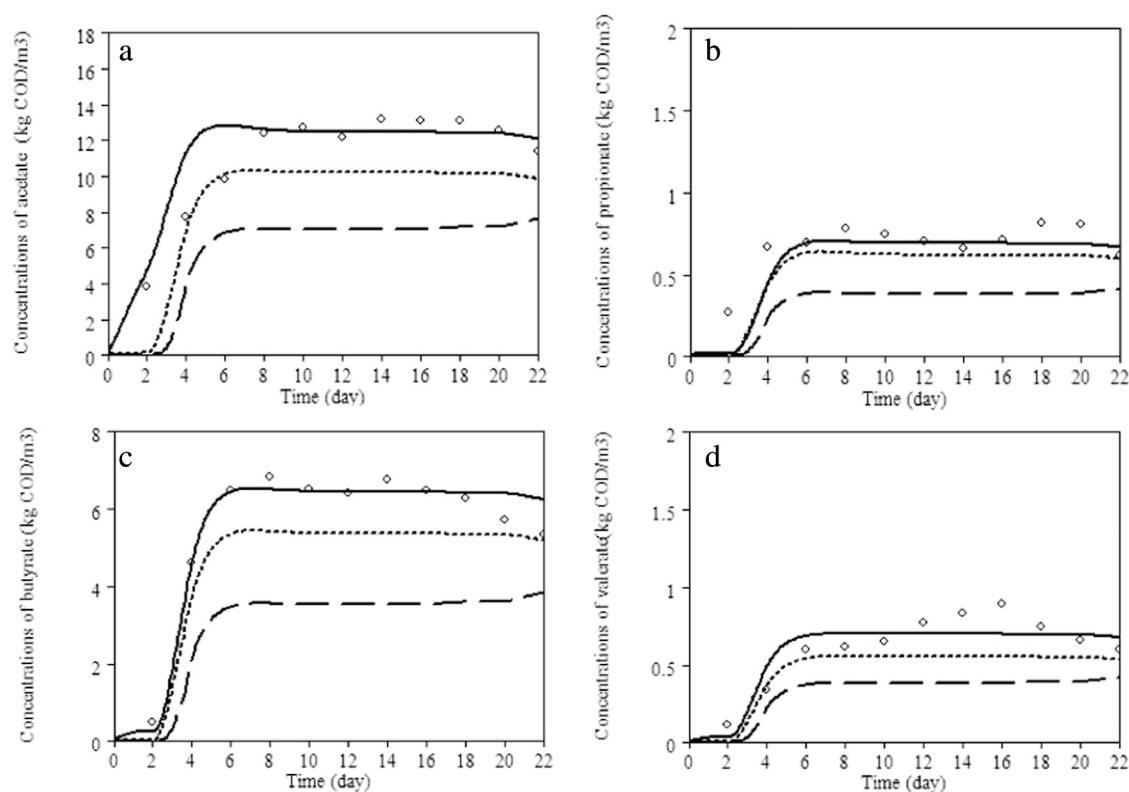 a
Concentrations of acetate (kg COD/m3)
18
16
14
12
10
8
6
4
2
0
0 2 4 6 8 10 12 14 16 18 20 22
Time (day)
b
Concentrations of propionate (kg COD/m3)
2
1.5
1
0.5
0
0 2 4 6 8 10 12 14 16 18 20 22
Time (day)
c
Concentrations of butyrate (kg COD/m3)
8
6
4
2
0
0 2 4 6 8 10 12 14 16 18 20 22
Time (day)
d
Concentrations of valerate(kg COD/m3)
2
1.5
1
0.5
0
0 2 4 6 8 10 12 14 16 18 20 22
Time (day)